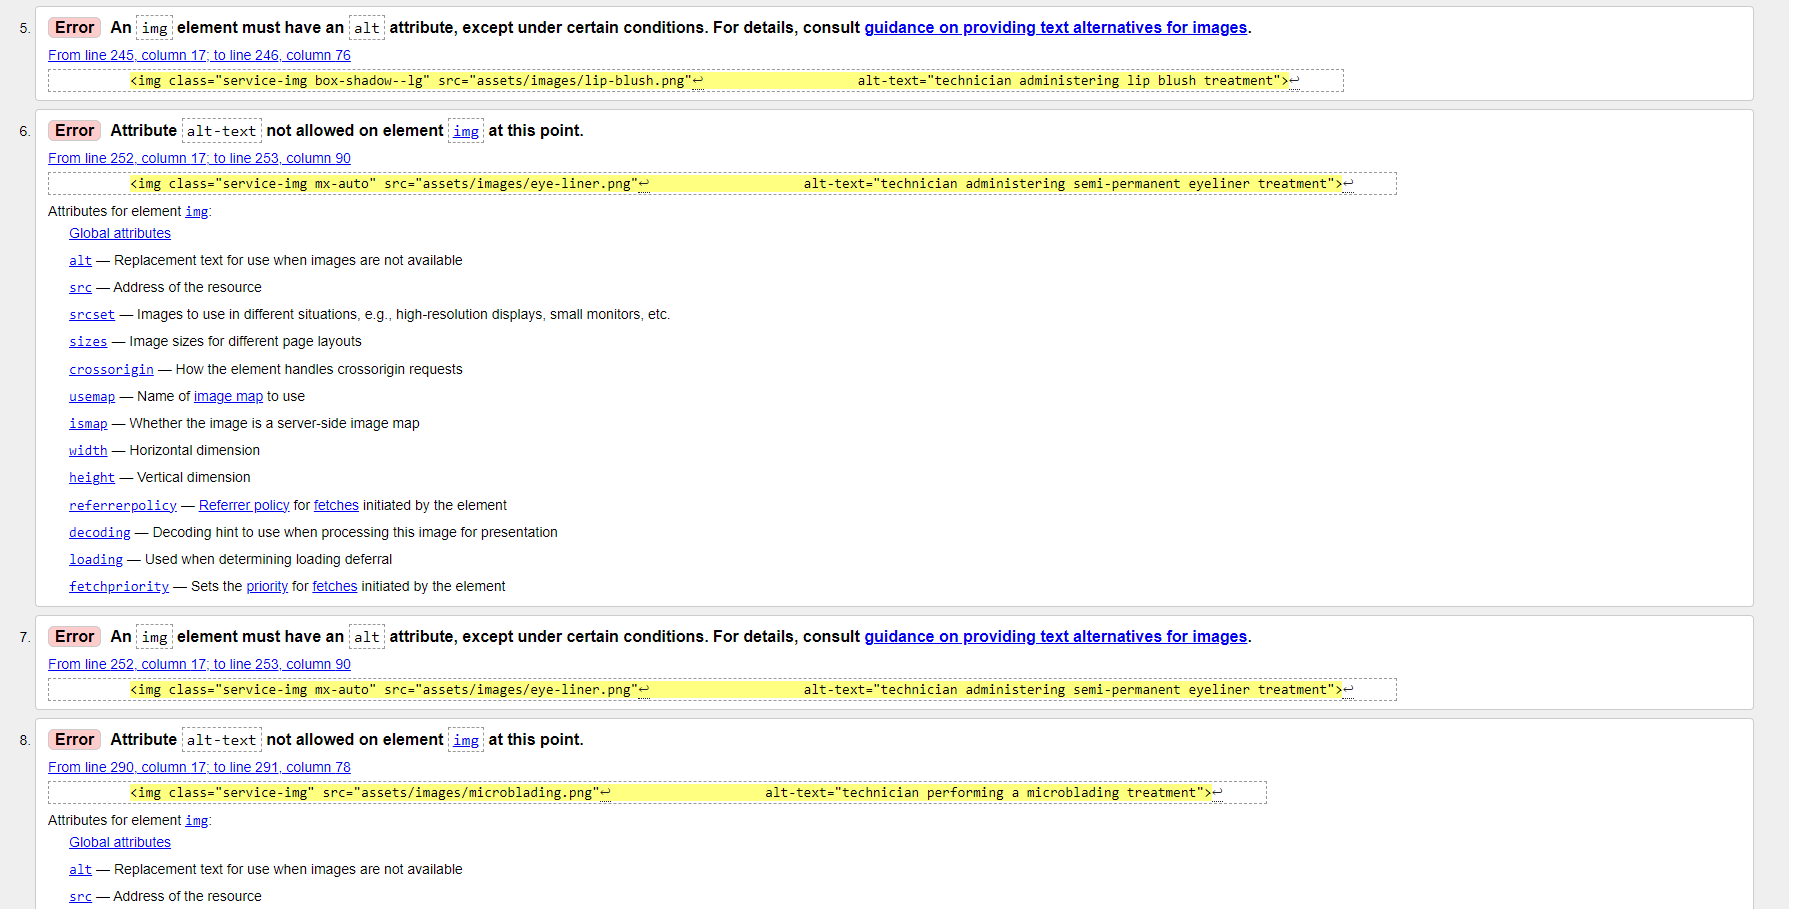 5. Error An img element must have an alt attribute, except under certain conditions. For details, consult guidance on providing text alternatives for images.
From line 245, column 17; to line 246, column 76
<img class="service-img box-shadow--lg" src="assets/images/lip-blush.png"↩ alt-text="technician administering lip blush treatment">↩
6. Error Attribute alt-text not allowed on element img at this point.
From line 252, column 17; to line 253, column 90
<img class="service-img mx-auto" src="assets/images/eye-liner.png"↩ alt-text="technician administering semi-permanent eyeliner treatment">↩
Attributes for element img:
Global attributes
alt — Replacement text for use when images are not available
src — Address of the resource
srcset — Images to use in different situations, e.g., high-resolution displays, small monitors, etc.
sizes — Image sizes for different page layouts
crossorigin — How the element handles crossorigin requests
usemap — Name of image map to use
ismap — Whether the image is a server-side image map
width — Horizontal dimension
height — Vertical dimension
referrerpolicy — Referrer policy for fetches initiated by the element
decoding — Decoding hint to use when processing this image for presentation
loading — Used when determining loading deferral
fetchpriority — Sets the priority for fetches initiated by the element
7. Error An img element must have an alt attribute, except under certain conditions. For details, consult guidance on providing text alternatives for images.
From line 252, column 17; to line 253, column 90
<img class="service-img mx-auto" src="assets/images/eye-liner.png"↩ alt-text="technician administering semi-permanent eyeliner treatment">↩
8. Error Attribute alt-text not allowed on element img at this point.
From line 290, column 17; to line 291, column 78
<img class="service-img" src="assets/images/microblading.png"↩ alt-text="technician performing a microblading treatment">↩
Attributes for element img:
Global attributes
alt — Replacement text for use when images are not available
src — Address of the resource